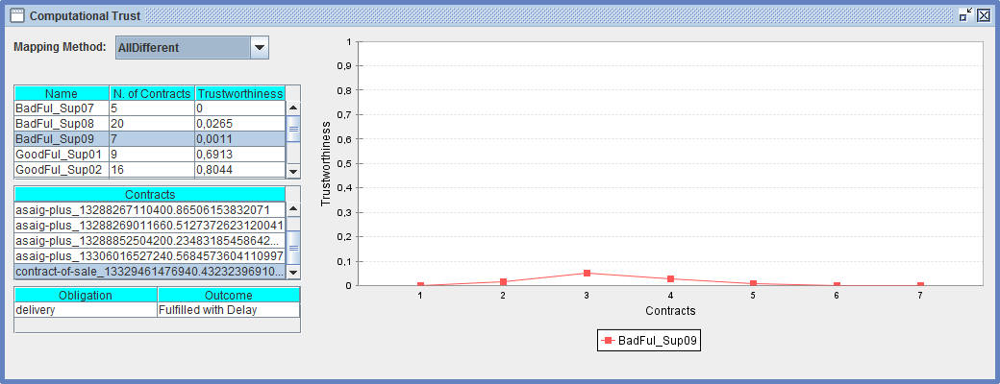 Computational Trust
Mapping Method: AllDifferent
Name N. of Contracts Trustworthiness
BadFul_Sup07 5 0
BadFul_Sup08 20 0,0265
BadFul_Sup09 7 0,0011
GoodFul_Sup01 9 0,6913
GoodFul_Sup02 16 0,8044
Contracts
asaig-plus_13288267110400.86506153832071
asaig-plus_13288269011660.5127372623120041
asaig-plus_13288852504200.23483185458642...
asaig-plus_13306016527240.5684573604110997
contract-of-sale_13329461476940.43232396910...
Obligation Outcome
delivery Fulfilled with Delay
Trustworthiness
1
0,9
0,8
0,7
0,6
0,5
0,4
0,3
0,2
0,1
0
1 2 3 4 5 6 7
Contracts
BadFul_Sup09